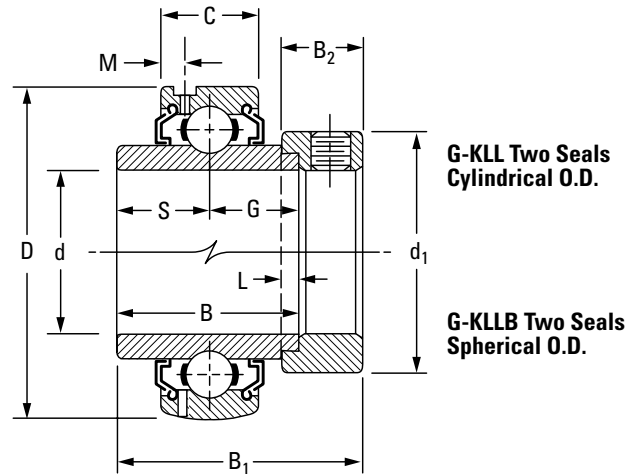 C
B₂
M
G-KLL Two Seals
Cylindrical O.D.
S
G
D
d
d₁
L
B
G-KLLB Two Seals
Spherical O.D.
B₁